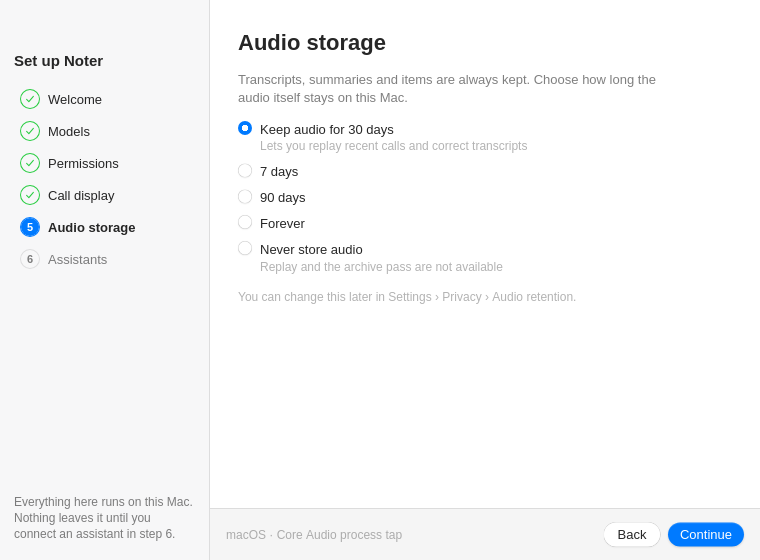 Set up Noter
Welcome
Models
Permissions
Call display
5 Audio storage
6 Assistants
Everything here runs on this Mac.
Nothing leaves it until you
connect an assistant in step 6.
Audio storage
Transcripts, summaries and items are always kept. Choose how long the
audio itself stays on this Mac.
Keep audio for 30 days
Lets you replay recent calls and correct transcripts
7 days
90 days
Forever
Never store audio
Replay and the archive pass are not available
You can change this later in Settings › Privacy › Audio retention.
macOS · Core Audio process tap
Back
Continue